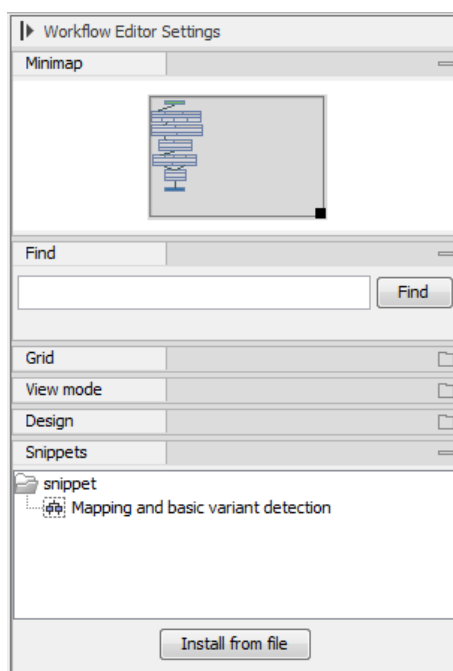 Workflow Editor Settings
Minimap
Find
Find
Grid
View mode
Design
Snippets
snippet
Mapping and basic variant detection
Install from file